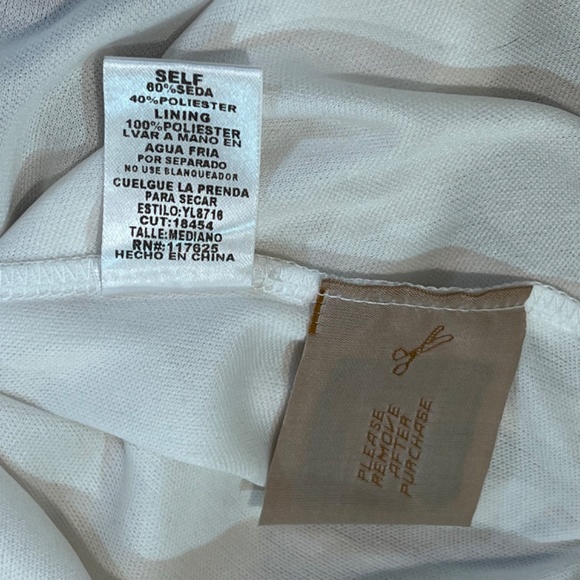 SELF
60%SEDA
40%POLIESTER
LINING
100%POLIESTER
LVAR A MANO EN
AGUA FRIA
POR SEPARADO
NO USE BLANQUEADOR
CUELGUE LA PRENDA
PARA SECAR
ESTILO:YL8716
CUT:18454
TALLE:MEDIANO
RN#:117625
HECHO EN CHINA
PLEASE
REMOVE
AFTER
PURCHASE